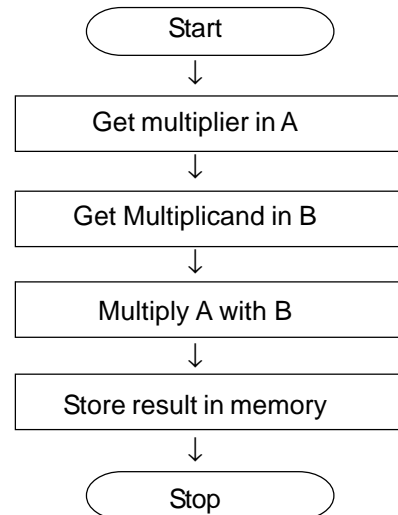 Start
Get multiplier in A
Get Multiplicand in B
Multiply A with B
Store result in memory
Stop